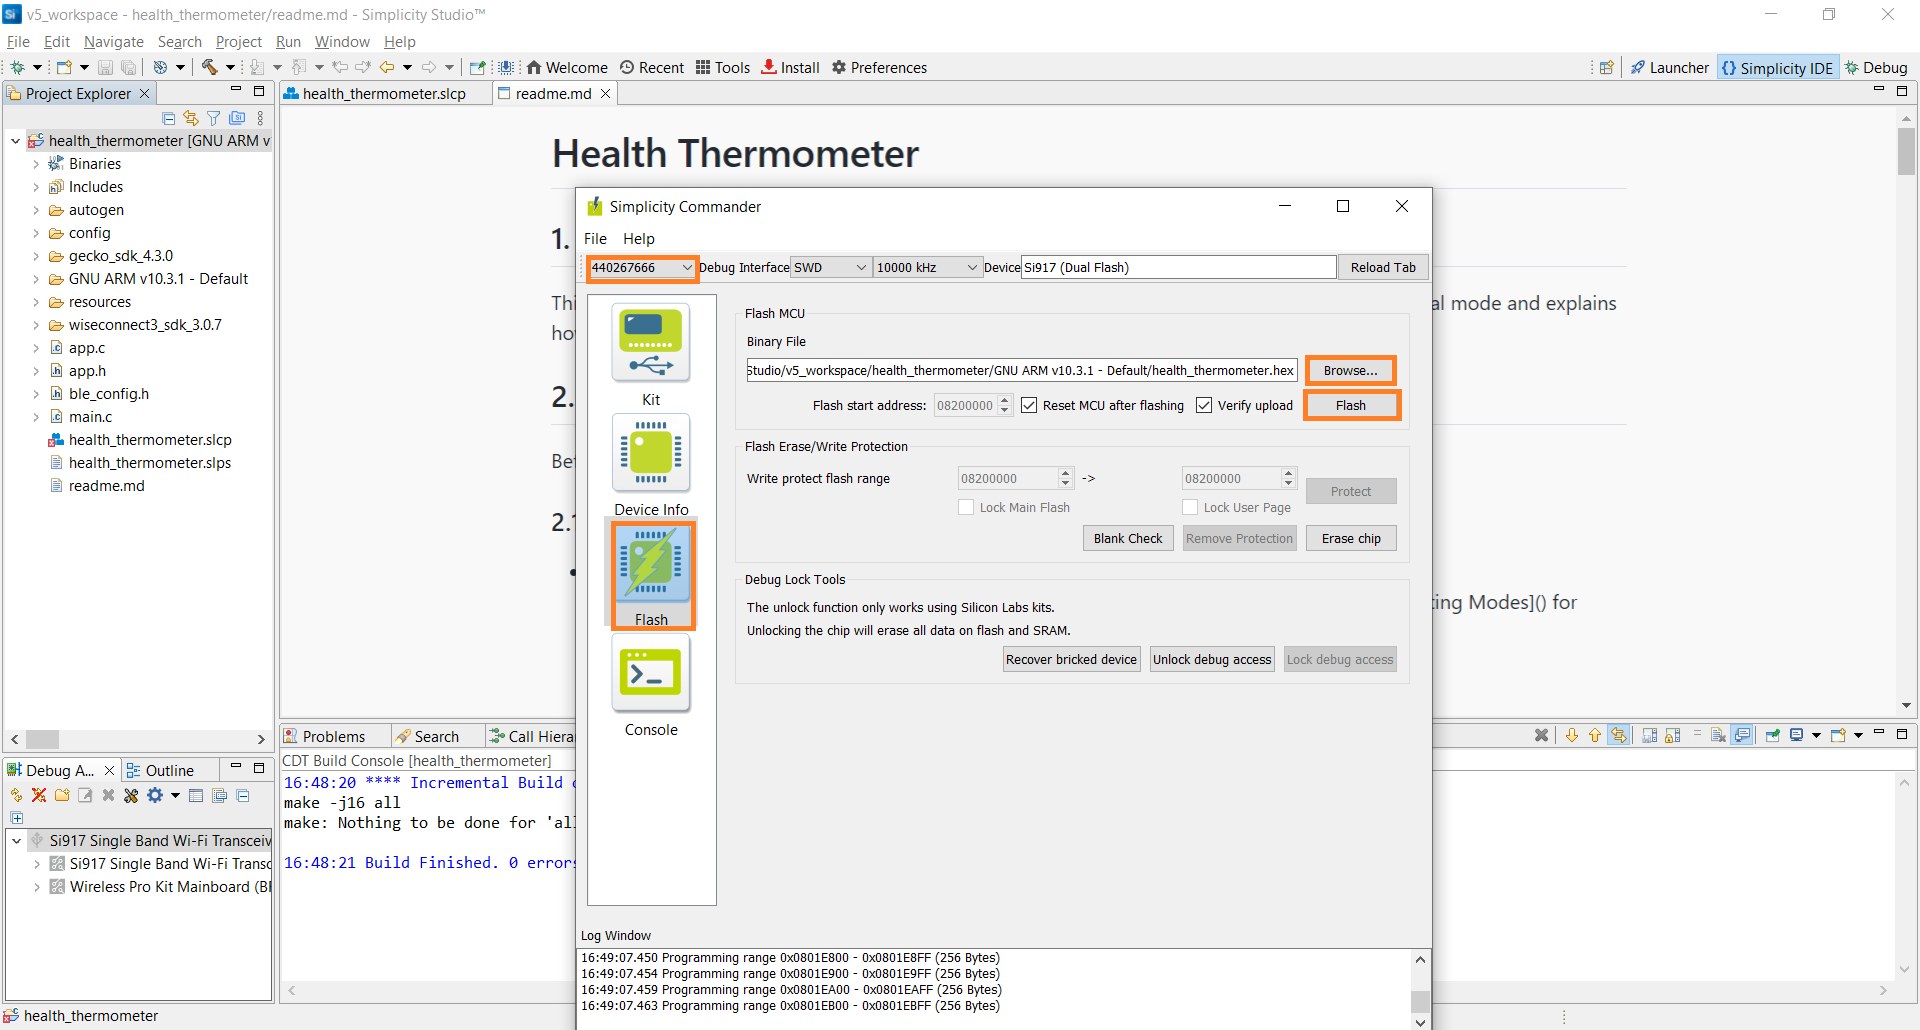 v5_workspace - health_thermometer/readme.md - Simplicity Studio™
File Edit Navigate Search Project Run Window Help
Welcome Recent Tools Install Preferences
Launcher Simplicity IDE Debug
Project Explorer
health_thermometer [GNU ARM v
Binaries
Includes
autogen
config
gecko_sdk_4.3.0
GNU ARM v10.3.1 - Default
resources
wiseconnect3_sdk_3.0.7
app.c
app.h
ble_config.h
main.c
health_thermometer.slcp
health_thermometer.slps
readme.md
health_thermometer.slcp
readme.md
Health Thermometer
1.
Thi
al mode and explains
ho
2.
Bet
2.1
ting Modes]() for
Simplicity Commander
File Help
440267666
Debug Interface
SWD
10000 kHz
Device
Si917 (Dual Flash)
Reload Tab
Kit
Device Info
Flash
Console
Flash MCU
Binary File
Studio/v5_workspace/health_thermometer/GNU ARM v10.3.1 - Default/health_thermometer.hex
Browse...
Flash start address:
08200000
Reset MCU after flashing
Verify upload
Flash
Flash Erase/Write Protection
Write protect flash range
08200000
->
08200000
Protect
Lock Main Flash
Lock User Page
Blank Check
Remove Protection
Erase chip
Debug Lock Tools
The unlock function only works using Silicon Labs kits.
Unlocking the chip will erase all data on flash and SRAM.
Recover bricked device
Unlock debug access
Lock debug access
Log Window
16:49:07.450 Programming range 0x0801E800 - 0x0801E8FF (256 Bytes)
16:49:07.454 Programming range 0x0801E900 - 0x0801E9FF (256 Bytes)
16:49:07.459 Programming range 0x0801EA00 - 0x0801EAFF (256 Bytes)
16:49:07.463 Programming range 0x0801EB00 - 0x0801EBFF (256 Bytes)
Problems
Search
Call Hiera
CDT Build Console [health_thermometer]
16:48:20 **** Incremental Build
make -j16 all
make: Nothing to be done for 'all
16:48:21 Build Finished. 0 errors
Debug A...
Outline
Si917 Single Band Wi-Fi Transceiv
Si917 Single Band Wi-Fi Transc
Wireless Pro Kit Mainboard (BR
health_thermometer